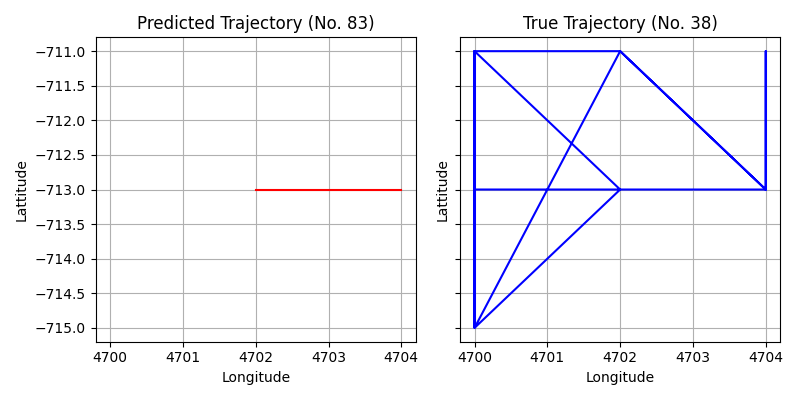 Predicted Trajectory (No. 83)
True Trajectory (No. 38)
Lattitude
−711.0
−711.5
−712.0
−712.5
−713.0
−713.5
−714.0
−714.5
−715.0
4700 4701 4702 4703 4704
Longitude
Lattitude
4700 4701 4702 4703 4704
Longitude